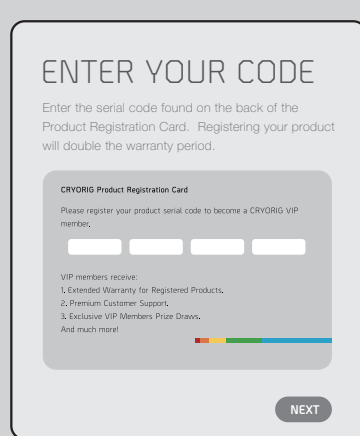 ENTER YOUR CODE
Enter the serial code found on the back of the
Product Registration Card.  Registering your product
will double the warranty period.
CRYORIG Product Registration Card
Please register your product serial code to become a CRYORIG VIP
member.
VIP members receive:
1. Extended Warranty for Registered Products.
2. Premium Customer Support.
3. Exclusive VIP Members Prize Draws.
And much more!
NEXT